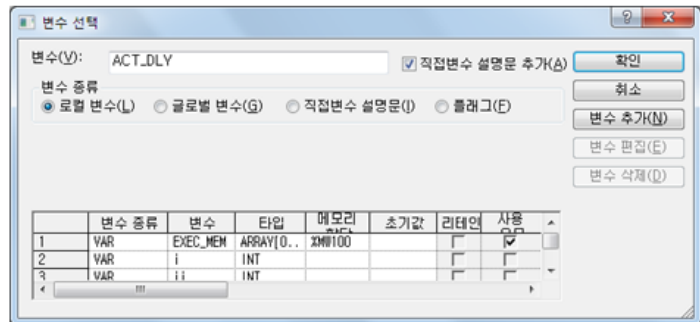 변수 선택
변수(V): ACT_DLY 직접변수 설명문 추가(A) 확인
변수 종류 취소
로컬 변수(L) 글로벌 변수(G) 직접변수 설명문(I) 플래그(F) 변수 추가(N)
변수 편집(E)
변수 삭제(D)
변수 종류 변수 타입 메모리 초기값 리테인 사용
1 VAR EXEC_MEM ARRAY[0.. %MW100
2 VAR i INT
3 VAR ii INT